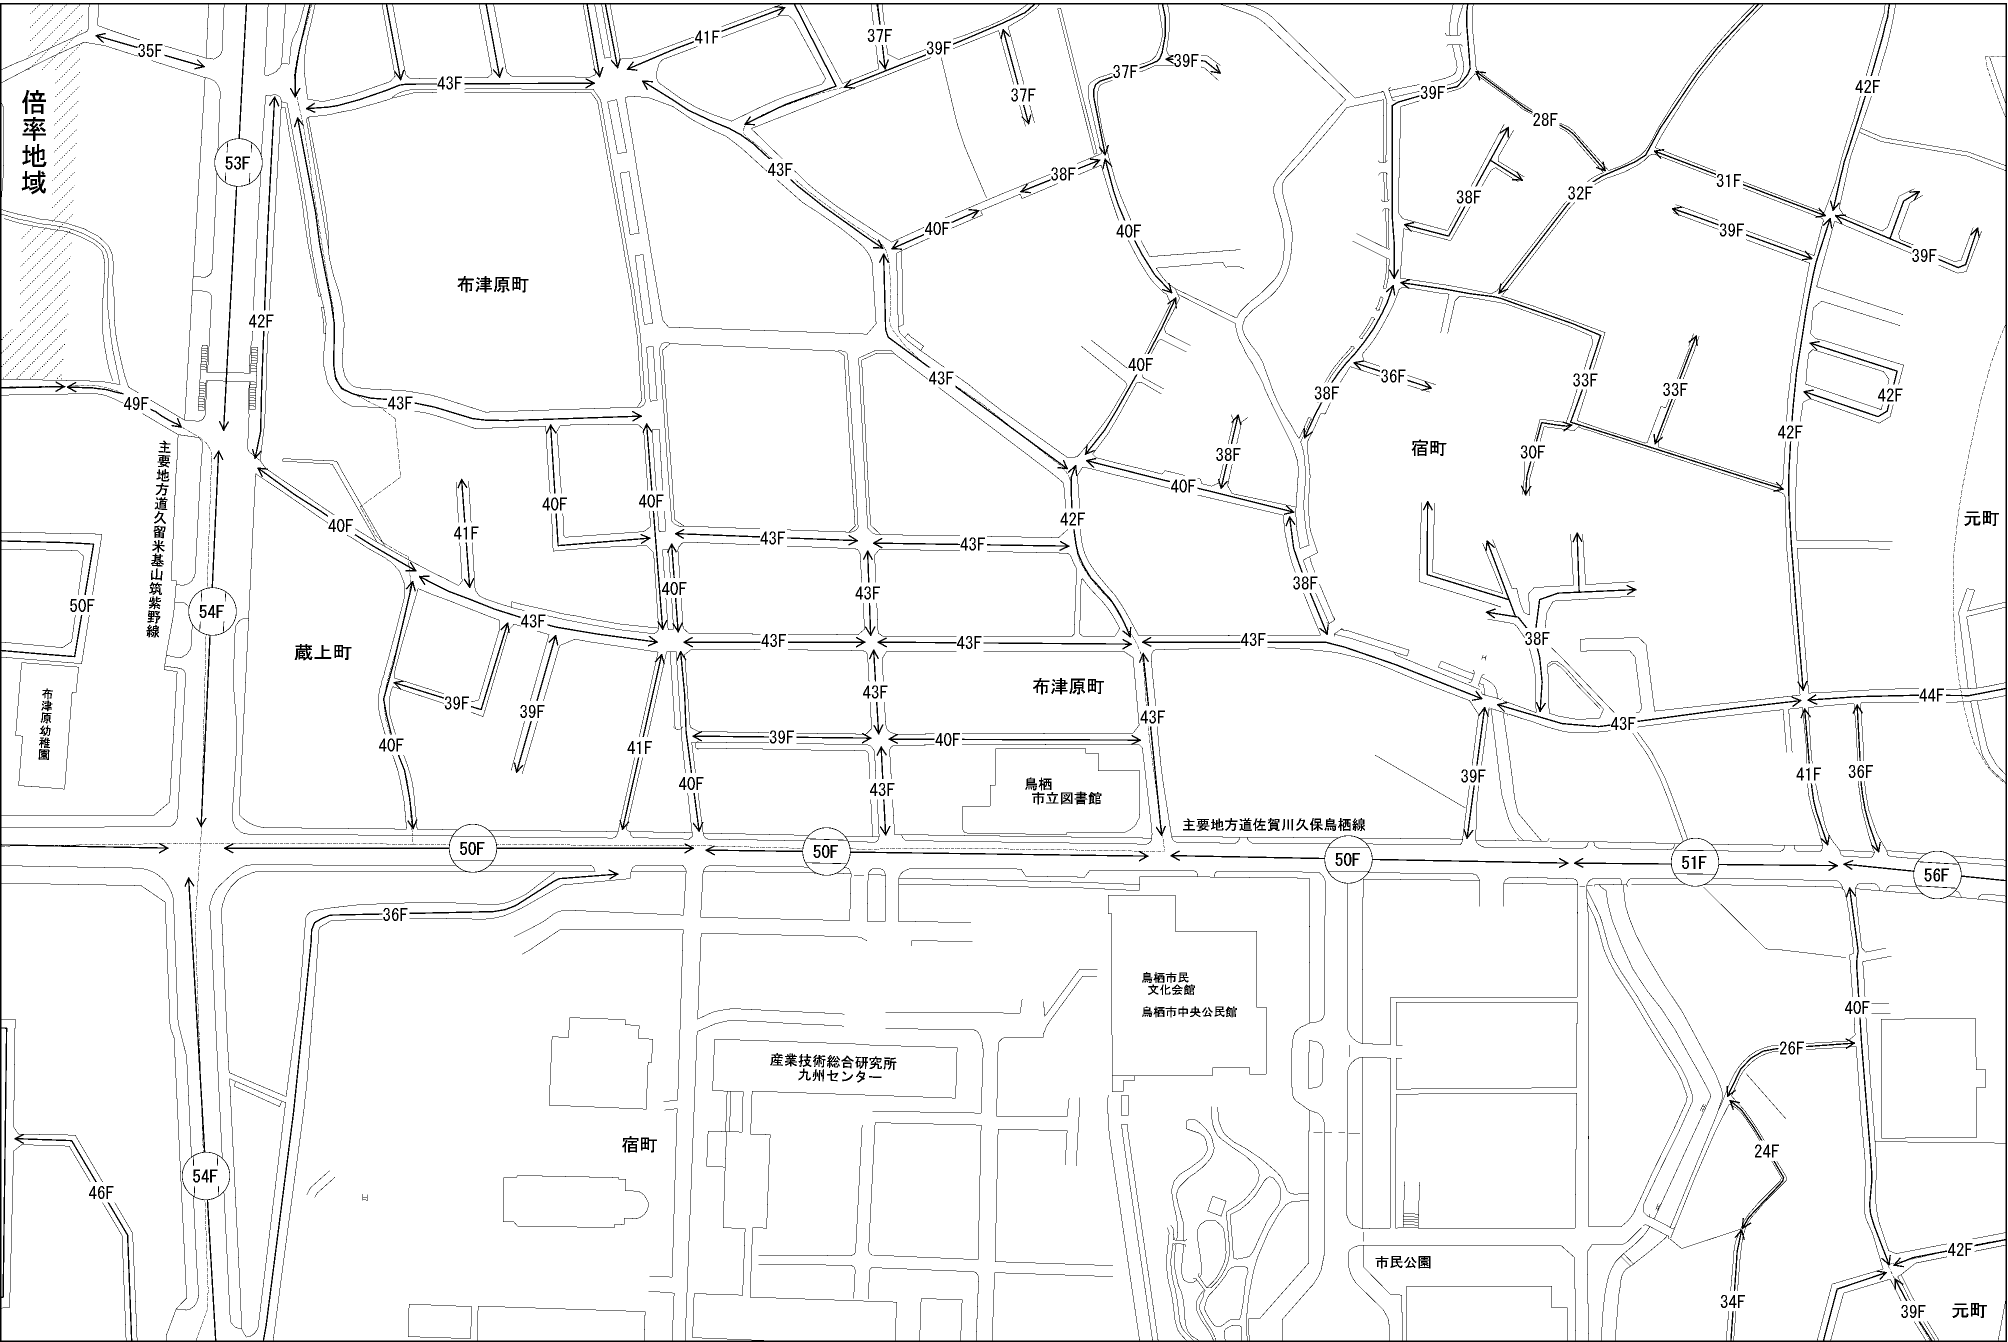 41F
37F
39F
35F
43F
37F
39F
37F
39F
28F
42F
倍率地域
53F
43F
38F
38F
32F
31F
40F
40F
39F
39F
布津原町
42F
43F
40F
36F
33F
33F
42F
49F
43F
38F
42F
宿町
主要地方道久留米基山筑紫野線
38F
30F
40F
40F
40F
40F
42F
元町
40F
41F
43F
43F
50F
54F
40F
43F
38F
43F
43F
43F
43F
38F
蔵上町
布津原町
布津原幼稚園
39F
39F
43F
43F
44F
43F
40F
41F
39F
40F
40F
43F
鳥栖
市立図書館
39F
41F
36F
主要地方道佐賀川久保鳥栖線
50F
50F
50F
51F
56F
36F
鳥栖市民
文化会館
鳥栖市中央公民館
40F
産業技術総合研究所
九州センター
26F
宿町
24F
54F
46F
市民公園
42F
34F
39F
元町